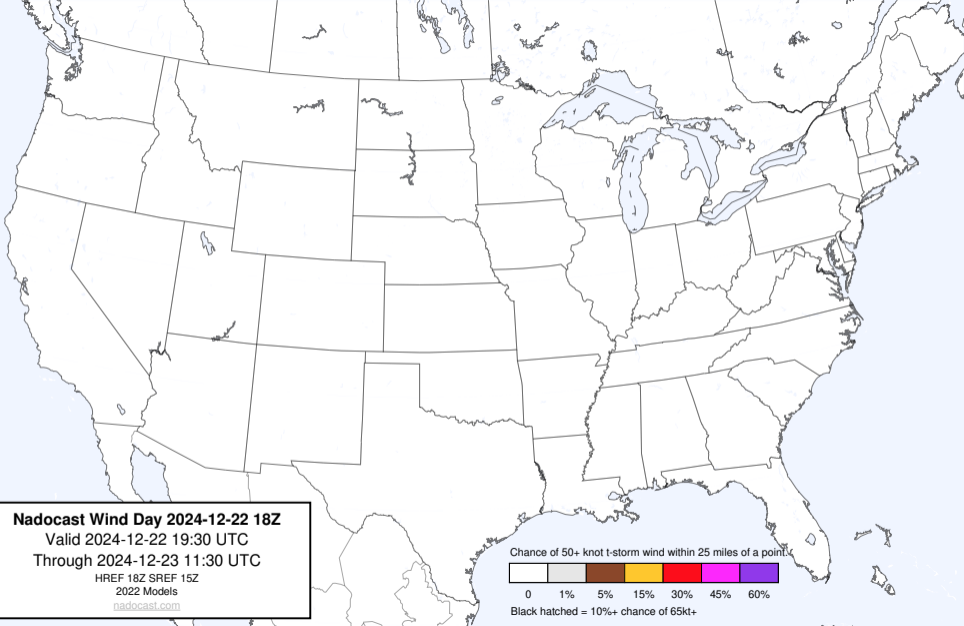 Nadocast Wind Day 2024-12-22 18Z
Valid 2024-12-22 19:30 UTC
Through 2024-12-23 11:30 UTC
HREF 18Z SREF 15Z
2022 Models
nadocast.com
Chance of 50+ knot t-storm wind within 25 miles of a point.
0 1% 5% 15% 30% 45% 60%
Black hatched = 10%+ chance of 65kt+